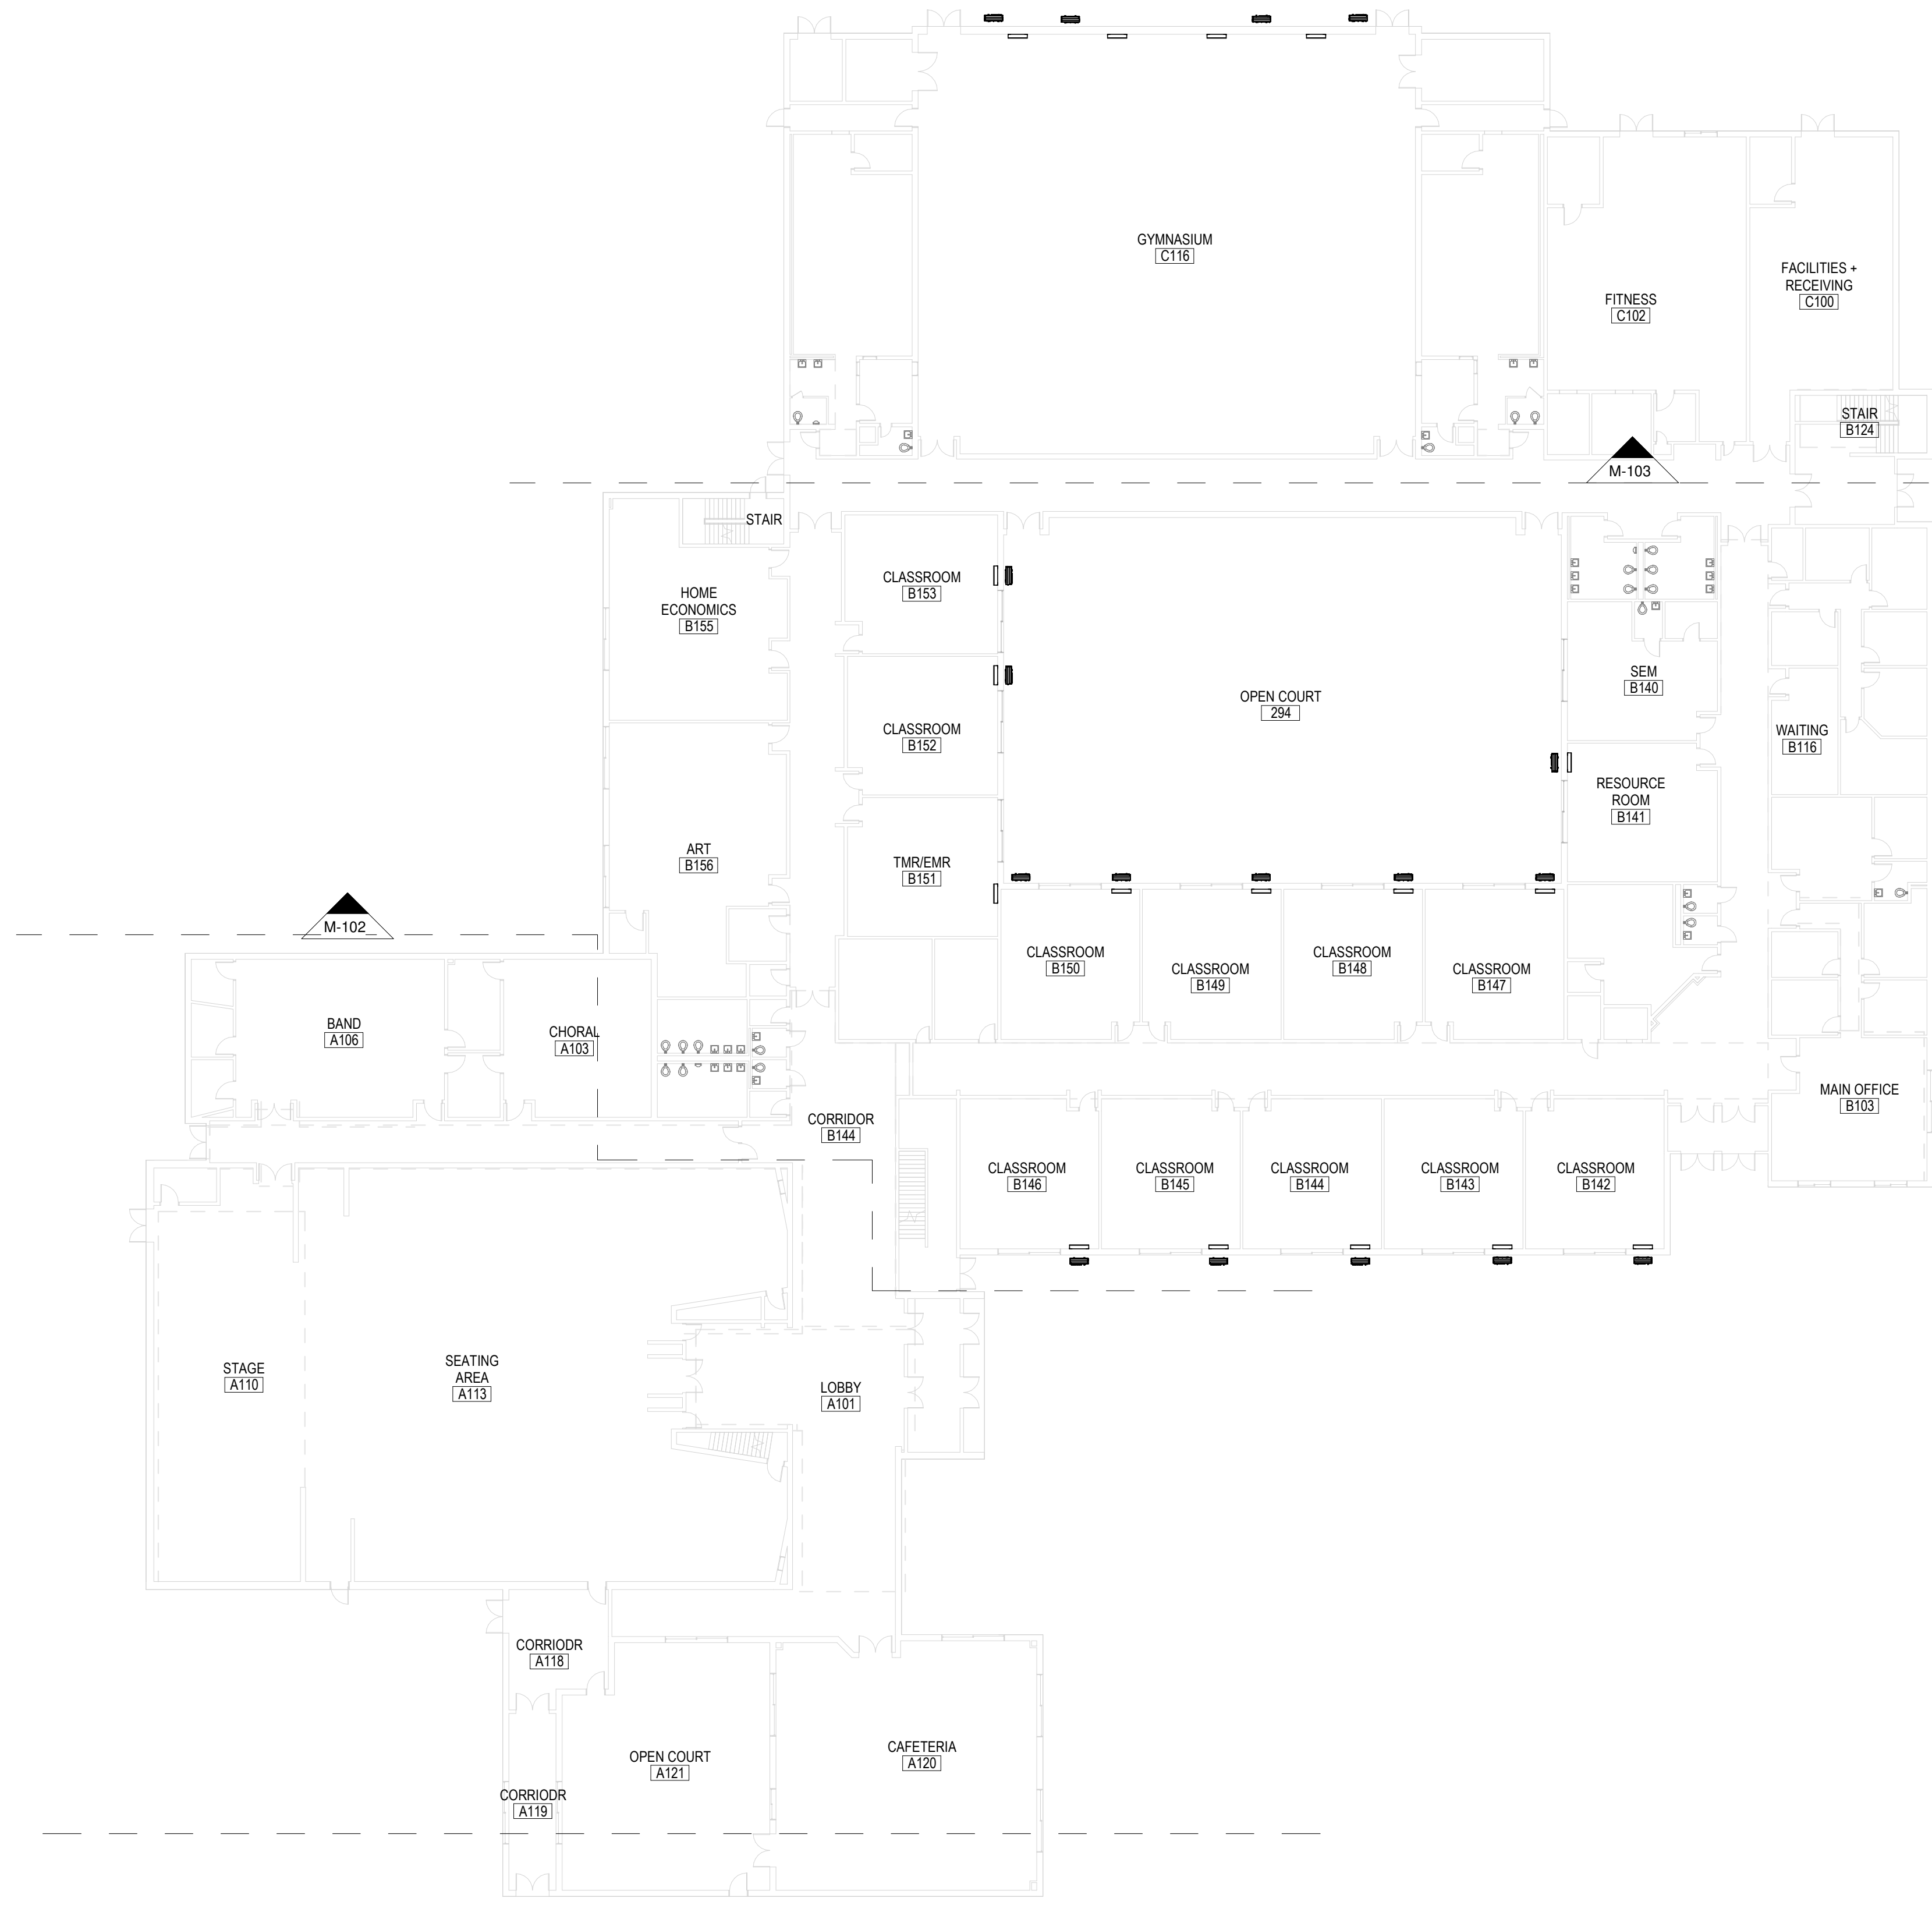 GYMNASIUM
C116
FACILITIES +
RECEIVING
C100
FITNESS
C102
STAIR
B124
M-103
STAIR
CLASSROOM
B153
HOME
ECONOMICS
B155
SEM
B140
OPEN COURT
294
CLASSROOM
B152
WAITING
B116
RESOURCE
ROOM
B141
ART
B156
TMR/EMR
B151
M-102
CLASSROOM
B150
CLASSROOM
B149
CLASSROOM
B148
CLASSROOM
B147
BAND
A106
CHORAL
A103
MAIN OFFICE
B103
CORRIDOR
B144
CLASSROOM
B146
CLASSROOM
B145
CLASSROOM
B144
CLASSROOM
B143
CLASSROOM
B142
STAGE
A110
SEATING
AREA
A113
LOBBY
A101
CORRIODR
A118
OPEN COURT
A121
CAFETERIA
A120
CORRIODR
A119